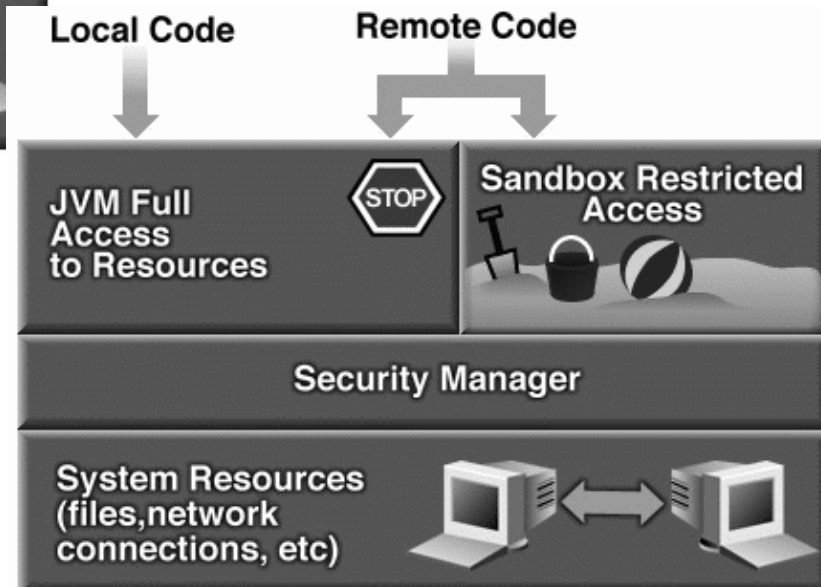 Local Code
Remote Code
JVM Full
Access
to Resources
STOP
Sandbox Restricted
Access
Security Manager
System Resources
(files,network
connections, etc)